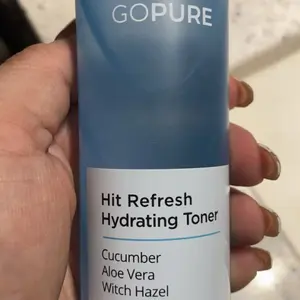 GOPURE
Hit Refresh
Hydrating Toner
Cucumber
Aloe Vera
Witch Hazel